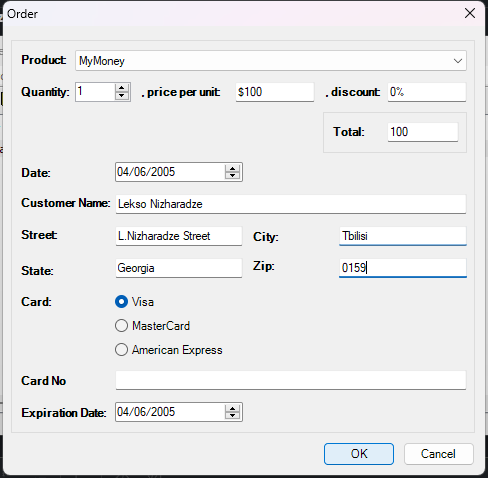 Order
Product: MyMoney
Quantity: 1 , price per unit: $100 , discount: 0%
Total: 100
Date: 04/06/2005
Customer Name: Lekso Nizharadze
Street: L.Nizharadze Street City: Tbilisi
State: Georgia Zip: 0159
Card: Visa
MasterCard
American Express
Card No
Expiration Date: 04/06/2005
OK Cancel